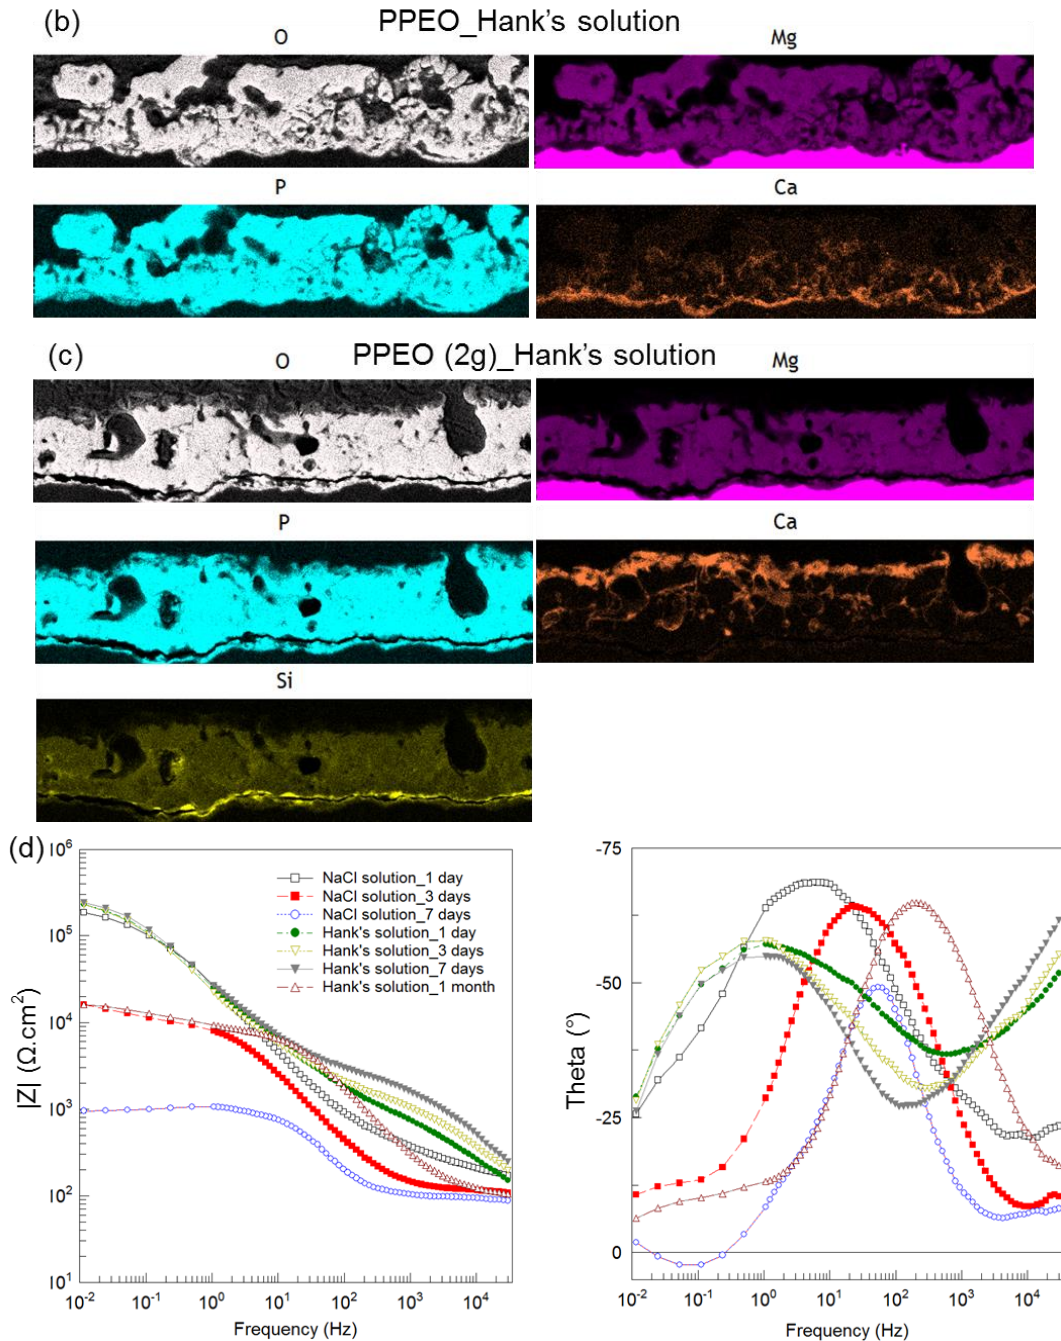 (b) PPEO_Hank's solution
O Mg
P Ca
(c) PPEO (2g)_Hank's solution
O Mg
P Ca
Si
(d)
10^6
10^5
10^4
10^3
10^2
10^1
|Z| (Ω.cm^2)
NaCl solution_1 day
NaCl solution_3 days
NaCl solution_7 days
Hank's solution_1 day
Hank's solution_3 days
Hank's solution_7 days
Hank's solution_1 month
10^-2 10^-1 10^0 10^1 10^2 10^3 10^4
Frequency (Hz)
-75
-50
-25
0
Theta (°)
10^-2 10^-1 10^0 10^1 10^2 10^3 10^4
Frequency (Hz)